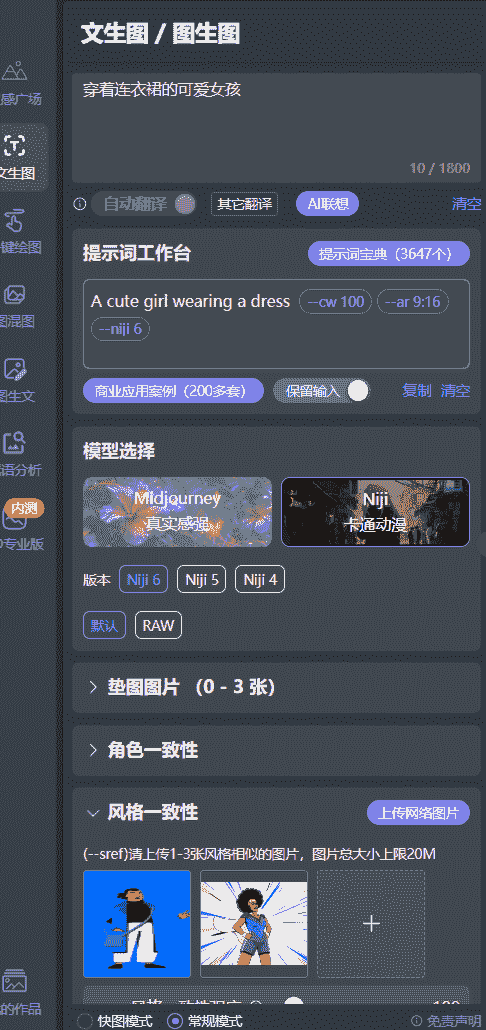 文生图 / 图生图
穿着连衣裙的可爱女孩
10 / 1800
自动翻译 其它翻译 AI联想 清空
提示词工作台 提示词宝典（3647个）
A cute girl wearing a dress --cw 100 --ar 9:16
--niji 6
商业应用案例（200多套） 保留输入 复制 清空
模型选择
Midjourney
真实感强
Niji
卡通动漫
版本 Niji 6 Niji 5 Niji 4
默认 RAW
垫图图片 （0 - 3 张）
角色一致性
风格一致性 上传网络图片
(--sref)请上传1-3张风格相似的图片，图片总大小上限20M
快图模式 常规模式 免责声明
感广场
文生图
键绘图
图混图
图生文
语分析
内测
专业版
的作品